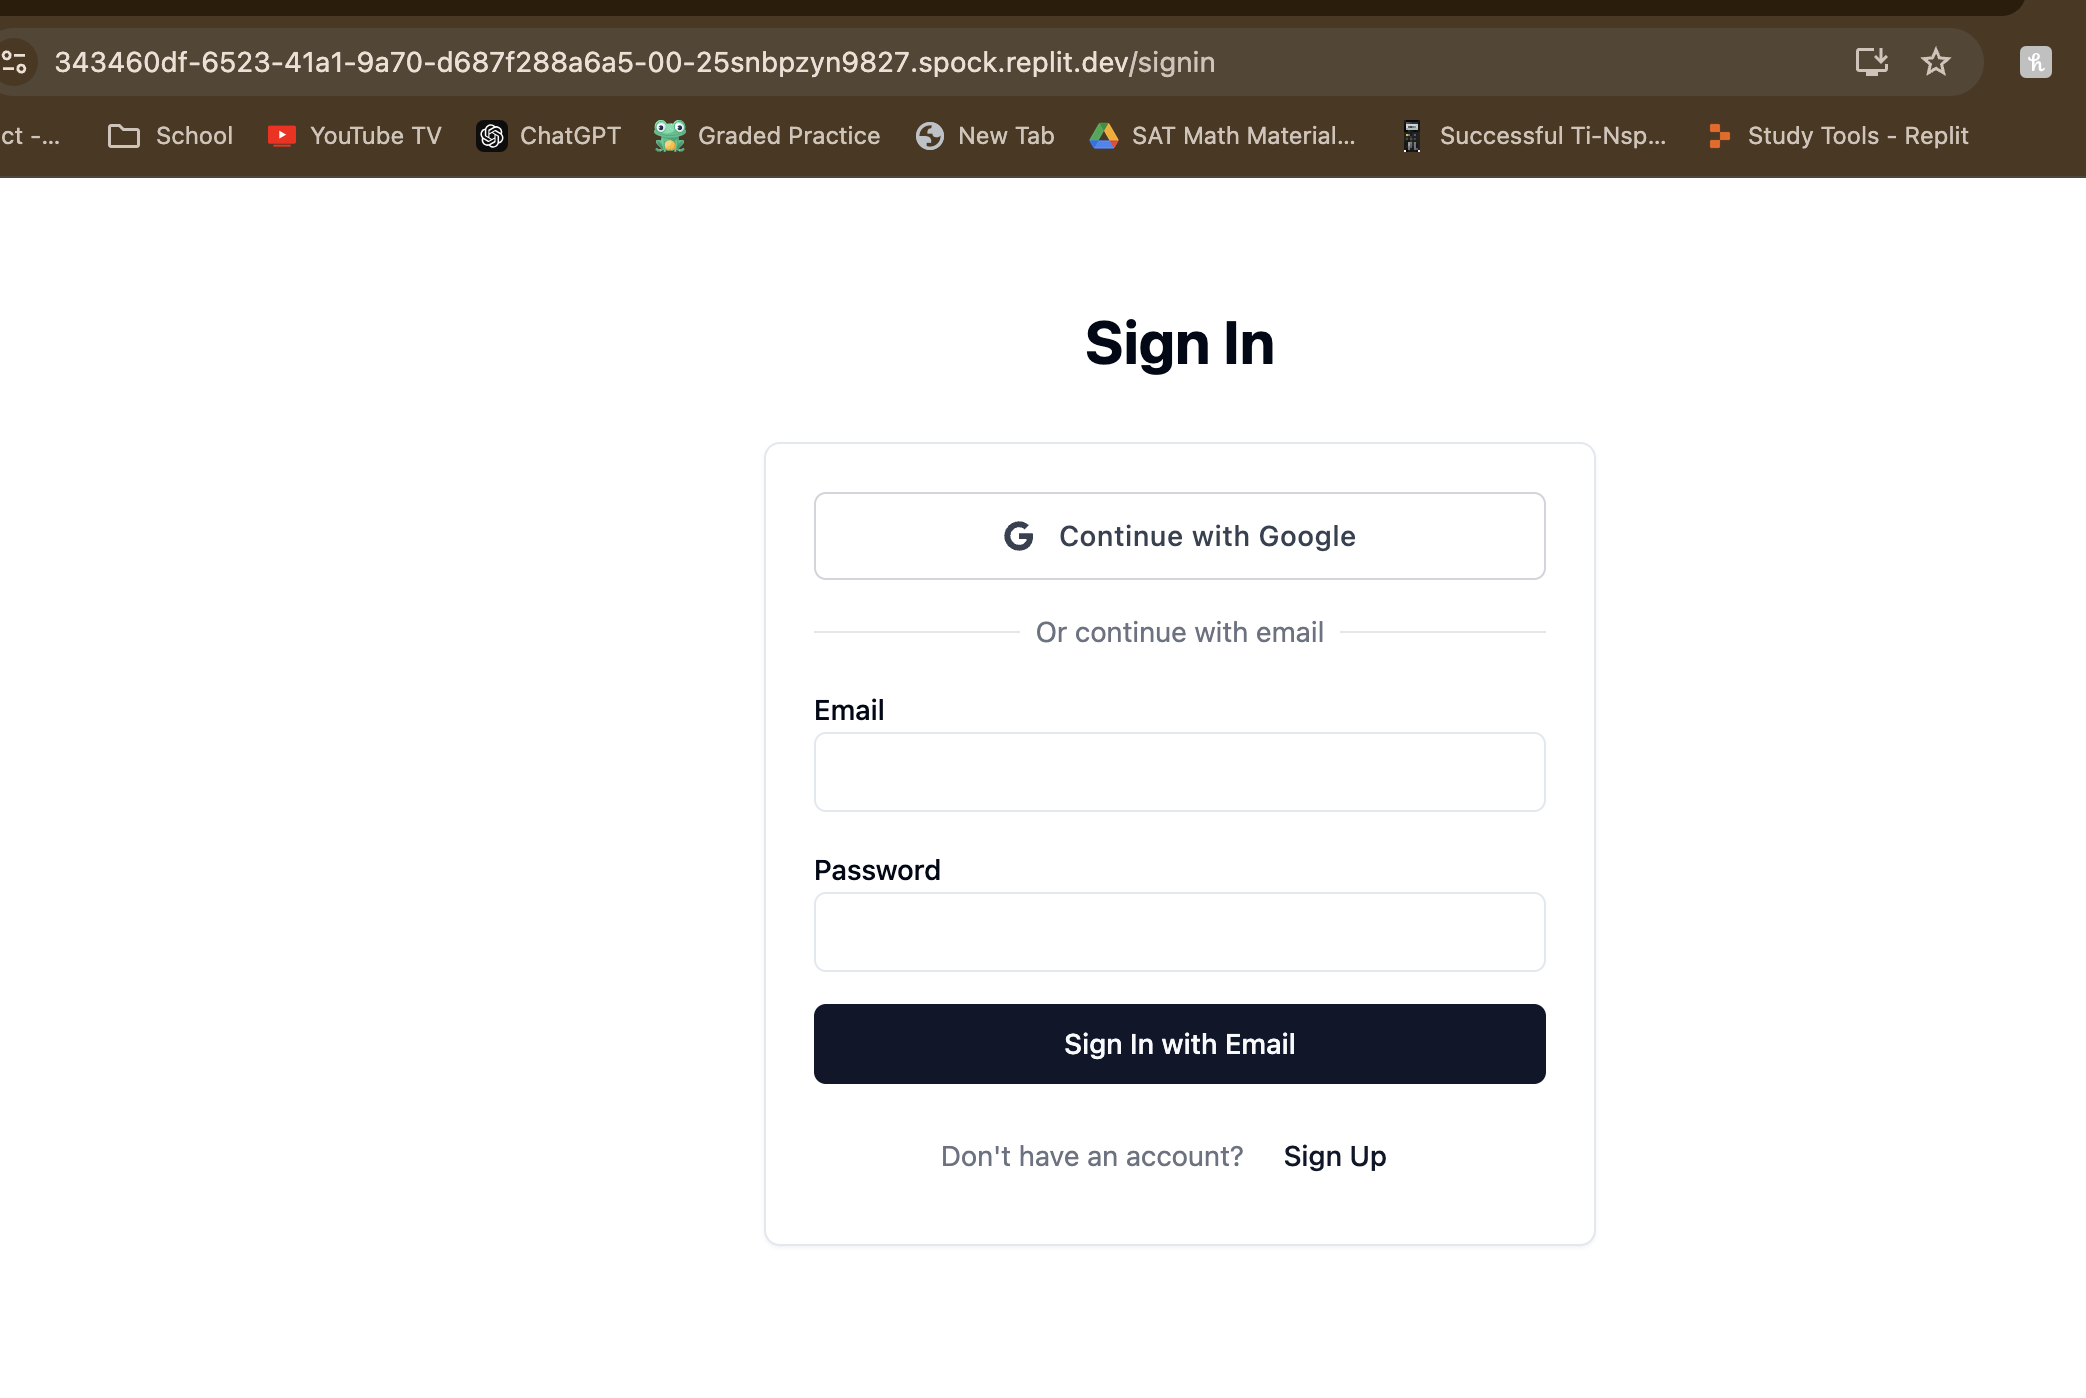 343460df-6523-41a1-9a70-d687f288a6a5-00-25snbpzyn9827.spock.replit.dev/signin
ct -... School YouTube TV ChatGPT Graded Practice New Tab SAT Math Material... Successful Ti-Nsp... Study Tools - Replit
Sign In
Continue with Google
Or continue with email
Email
Password
Sign In with Email
Don't have an account? Sign Up